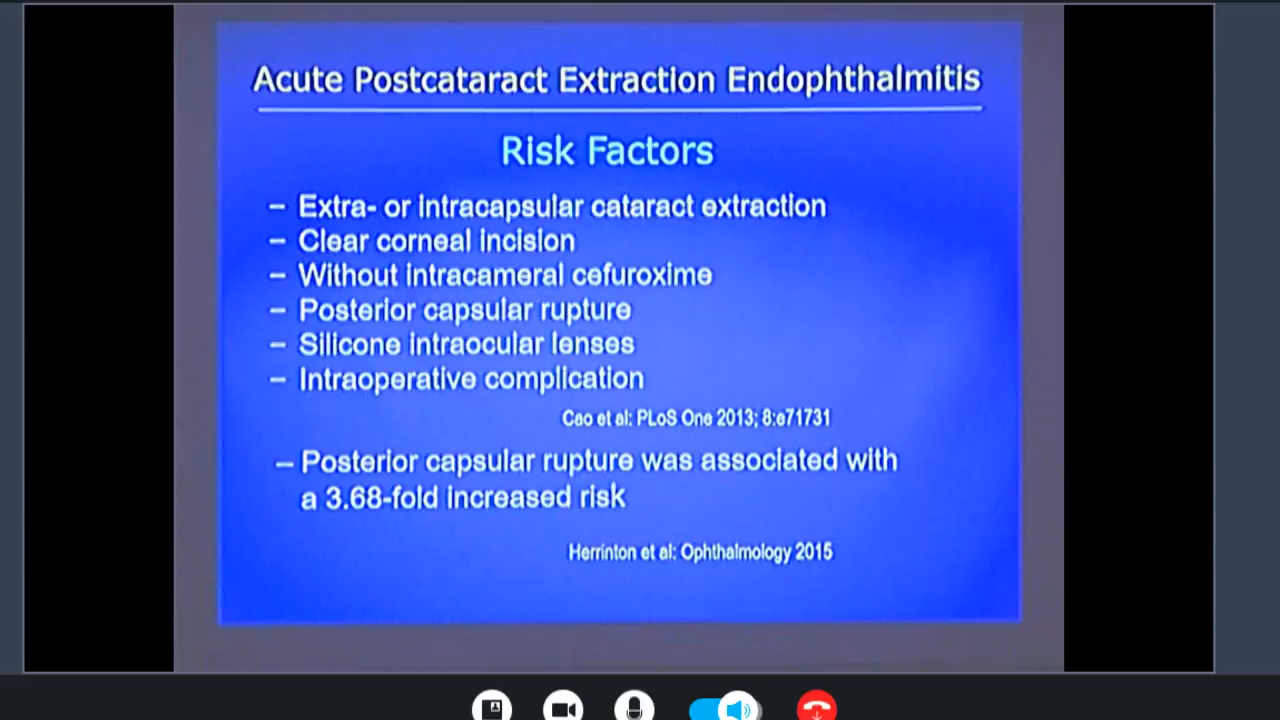 Acute Postcataract Extraction Endophthalmitis
Risk Factors
– Extra- or intracapsular cataract extraction
– Clear corneal incision
– Without intracameral cefuroxime
– Posterior capsular rupture
– Silicone intraocular lenses
– Intraoperative complication
Cao et al: PLoS One 2013; 8:e71731
– Posterior capsular rupture was associated with
a 3.68-fold increased risk
Herrinton et al: Ophthalmology 2015